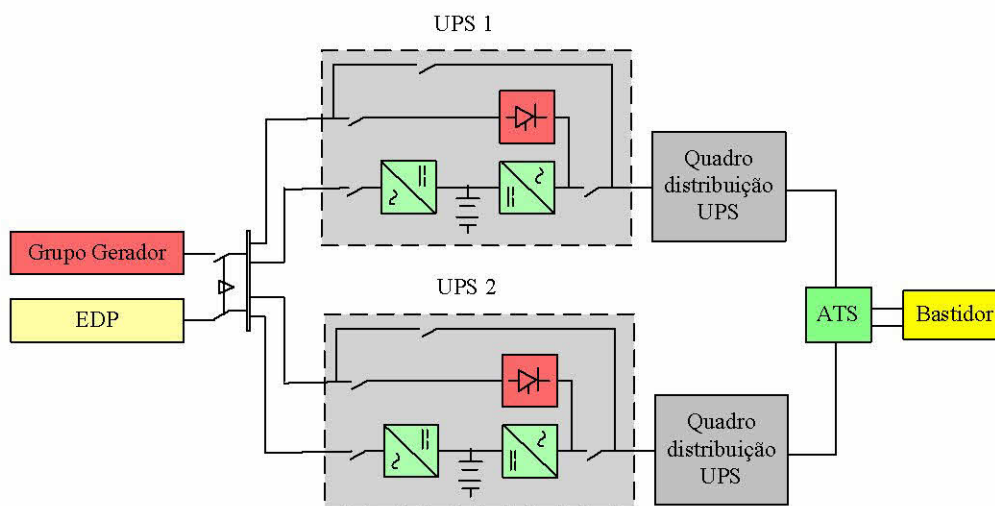 UPS 1
Quadro
distribuição
UPS
Grupo Gerador
EDP
UPS 2
ATS
Bastidor
Quadro
distribuição
UPS